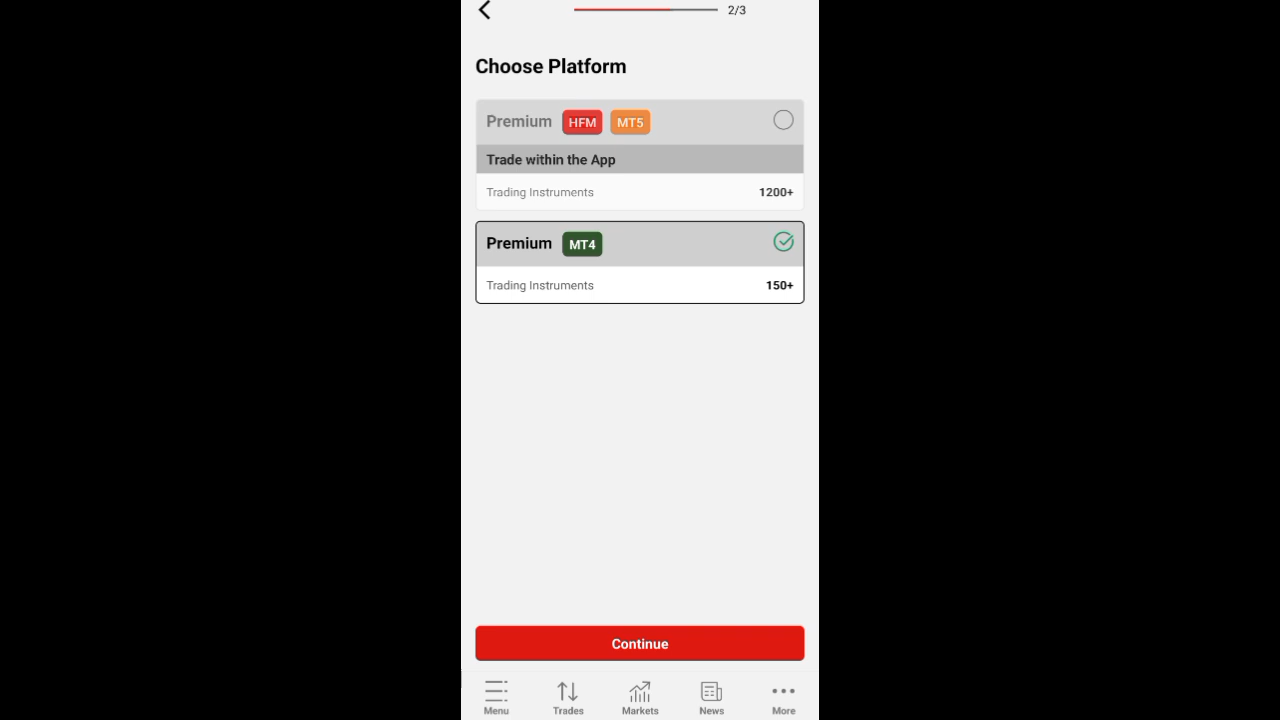 2/3
Choose Platform
Premium HFM MT5
Trade within the App
Trading Instruments 1200+
Premium MT4
Trading Instruments 150+
Continue
Menu Trades Markets News More